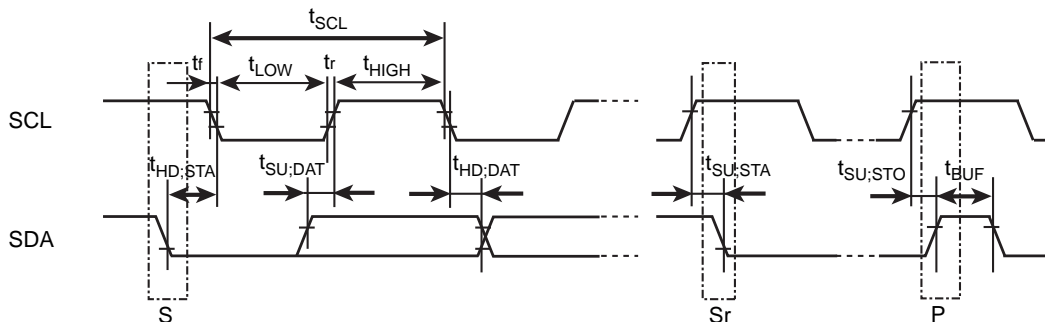 tSCL
tf tLOW tr tHIGH
SCL
tHD;STA tSU;DAT tHD;DAT tSU;STA tSU;STO tBUF
SDA
S Sr P